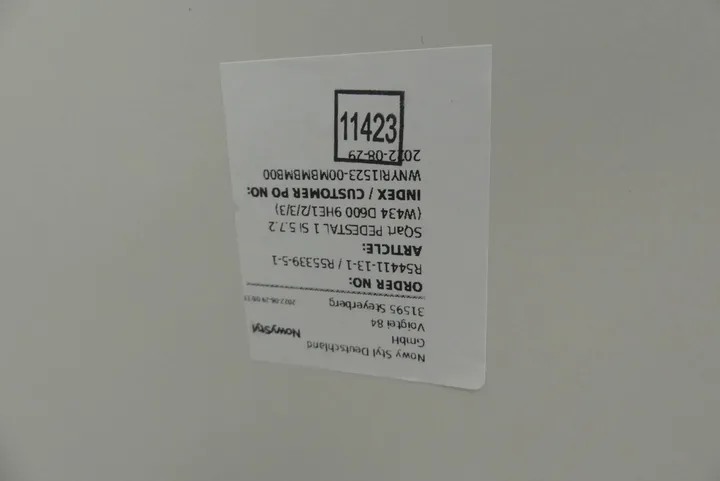 Nowy Styl Deutschland
GmbH
Voigtei 84
31595 Steyerberg
NowyStyl
ORDER NO:
R54411-13-1 / R55339-5-1
ARTICLE:
SQart PEDESTAL 1 SI 5.7.2
(W434 D600 9HE1/2/3/3)
INDEX / CUSTOMER PO NO:
WNYRI1523-00MBMBMB00
2022-08-29
11423